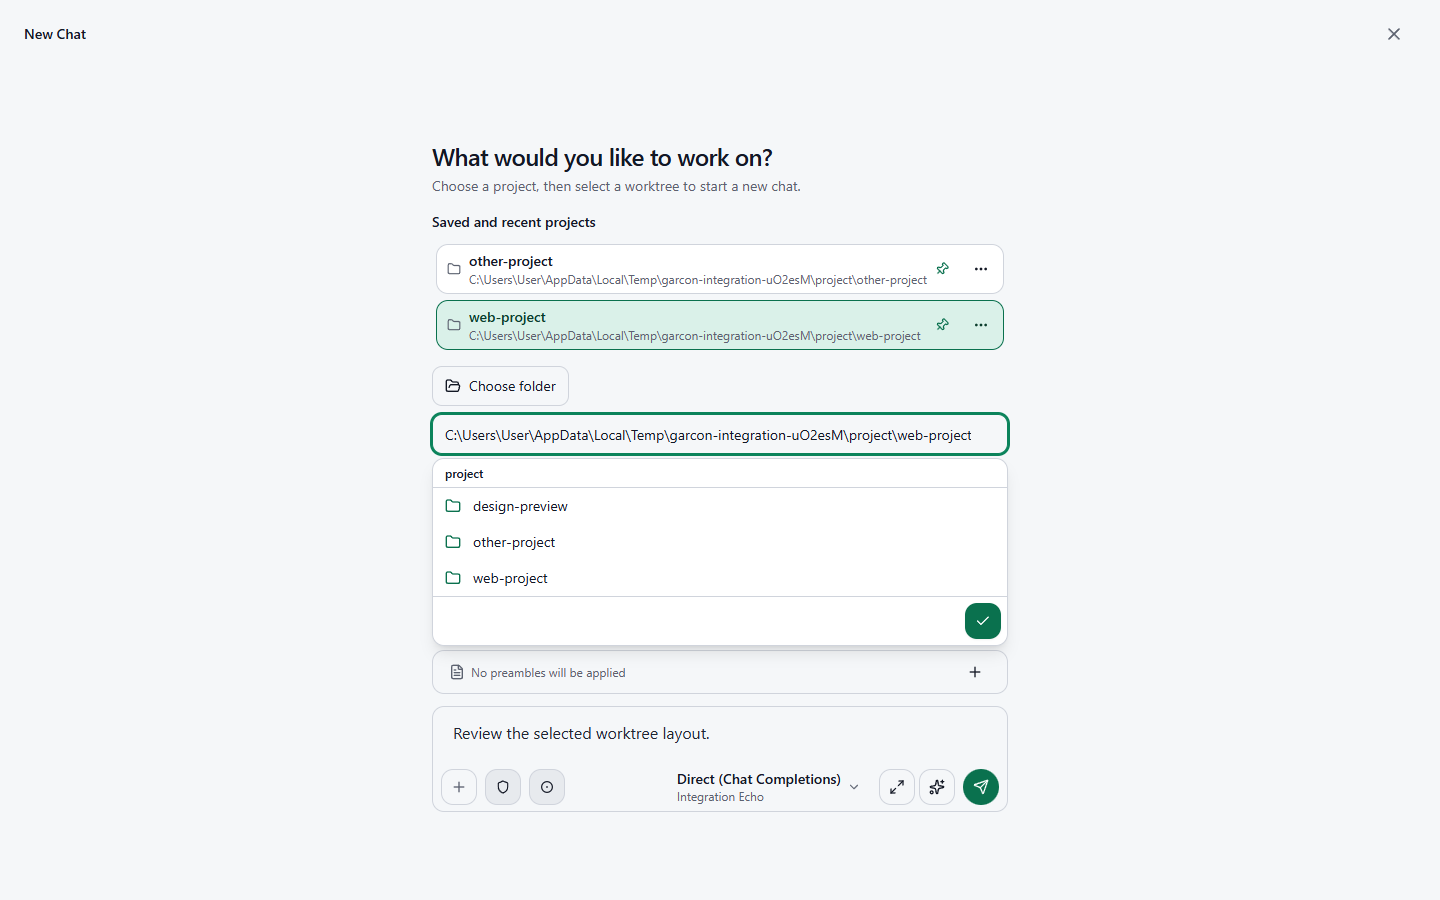 New Chat
What would you like to work on?
Choose a project, then select a worktree to start a new chat.
Saved and recent projects
other-project
C:\Users\User\AppData\Local\Temp\garcon-integration-uO2esM\project\other-project
web-project
C:\Users\User\AppData\Local\Temp\garcon-integration-uO2esM\project\web-project
Choose folder
C:\Users\User\AppData\Local\Temp\garcon-integration-uO2esM\project\web-project
project
design-preview
other-project
web-project
No preambles will be applied
Review the selected worktree layout.
Direct (Chat Completions)
Integration Echo